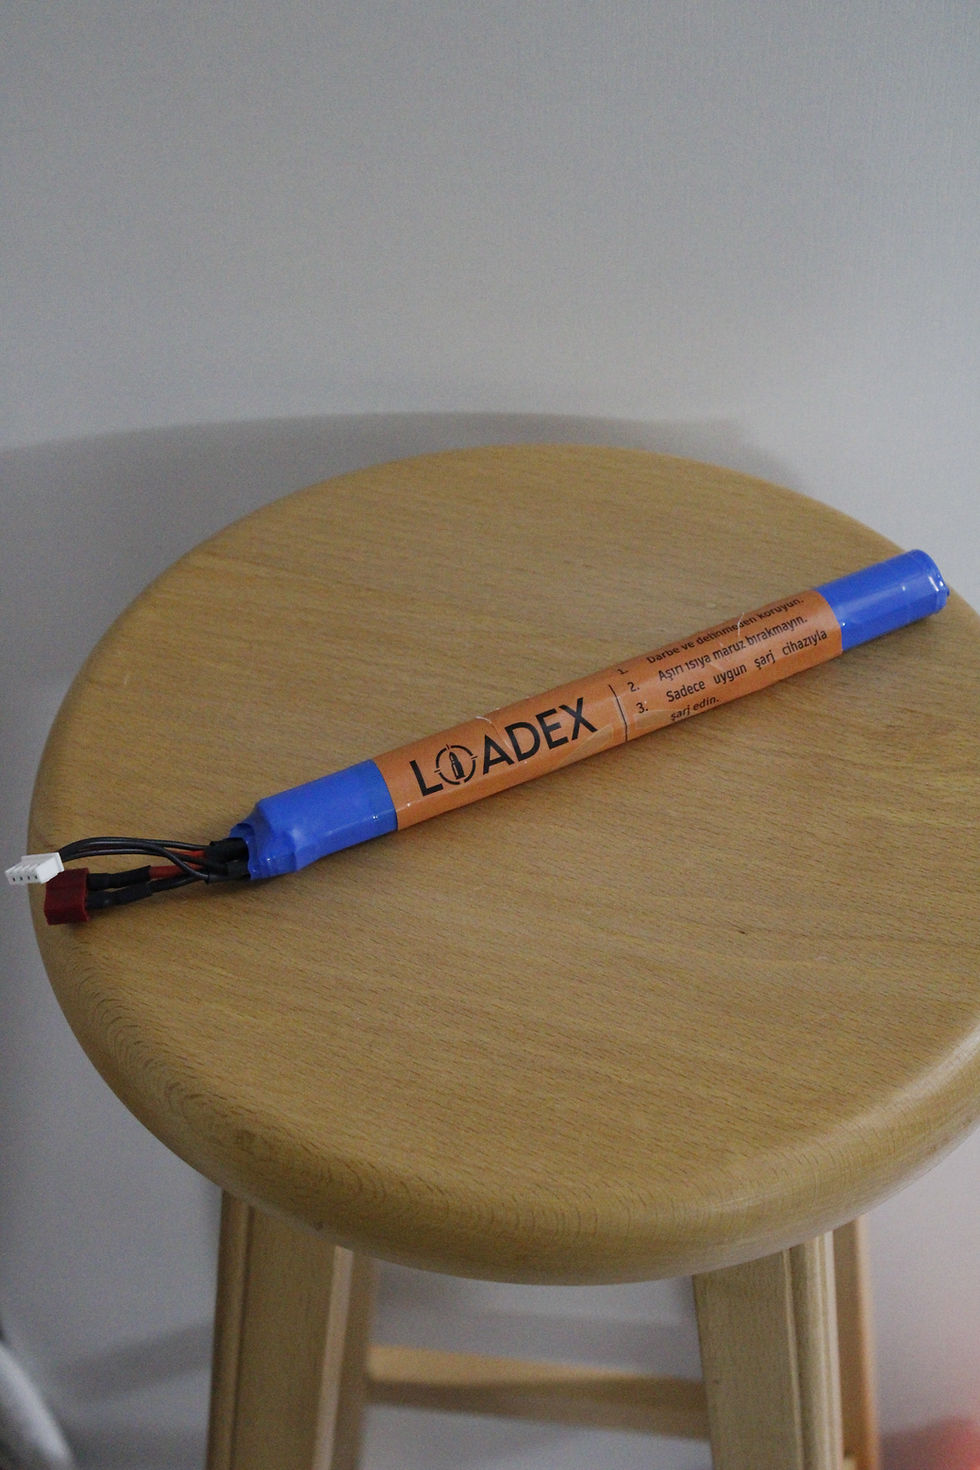 LOADEX
1. Darbe ve delinmeden koruyun.
2. Aşırı ısıya maruz bırakmayın.
3. Sadece uygun şarj cihazıyla
şarj edin.